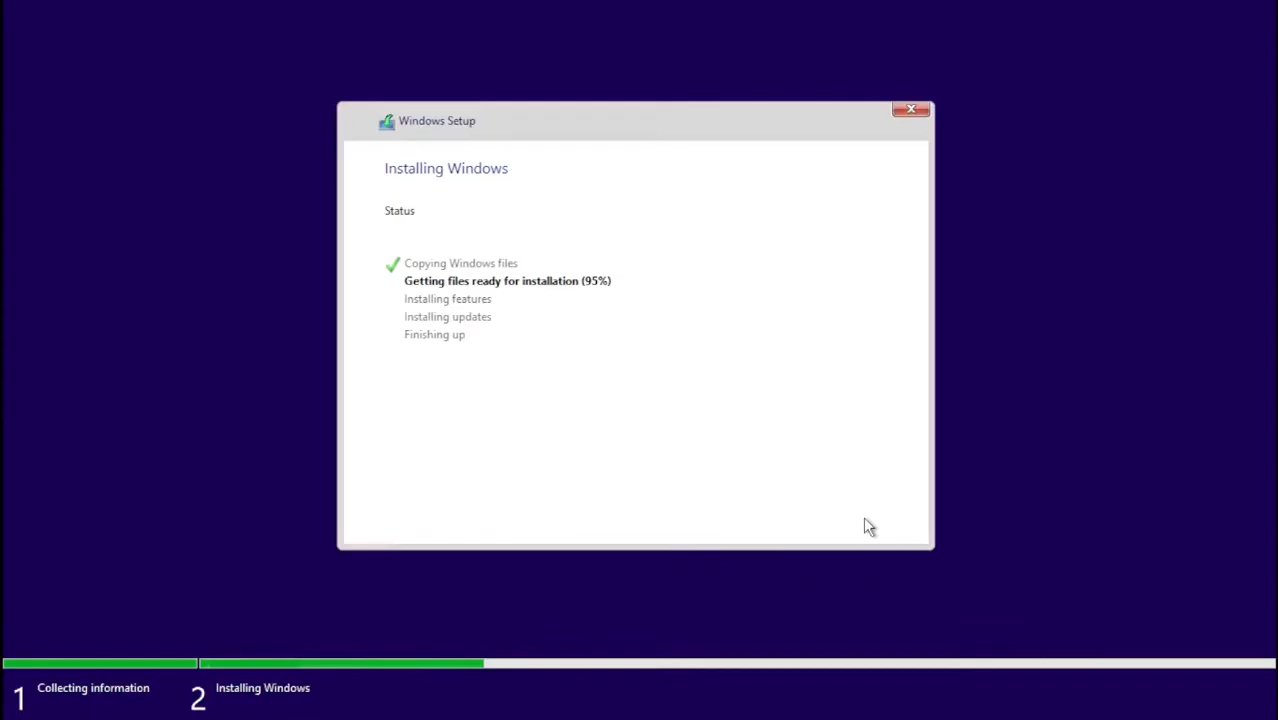 Windows Setup
Installing Windows
Status
Copying Windows files
Getting files ready for installation (95%)
Installing features
Installing updates
Finishing up
1 Collecting information
2 Installing Windows